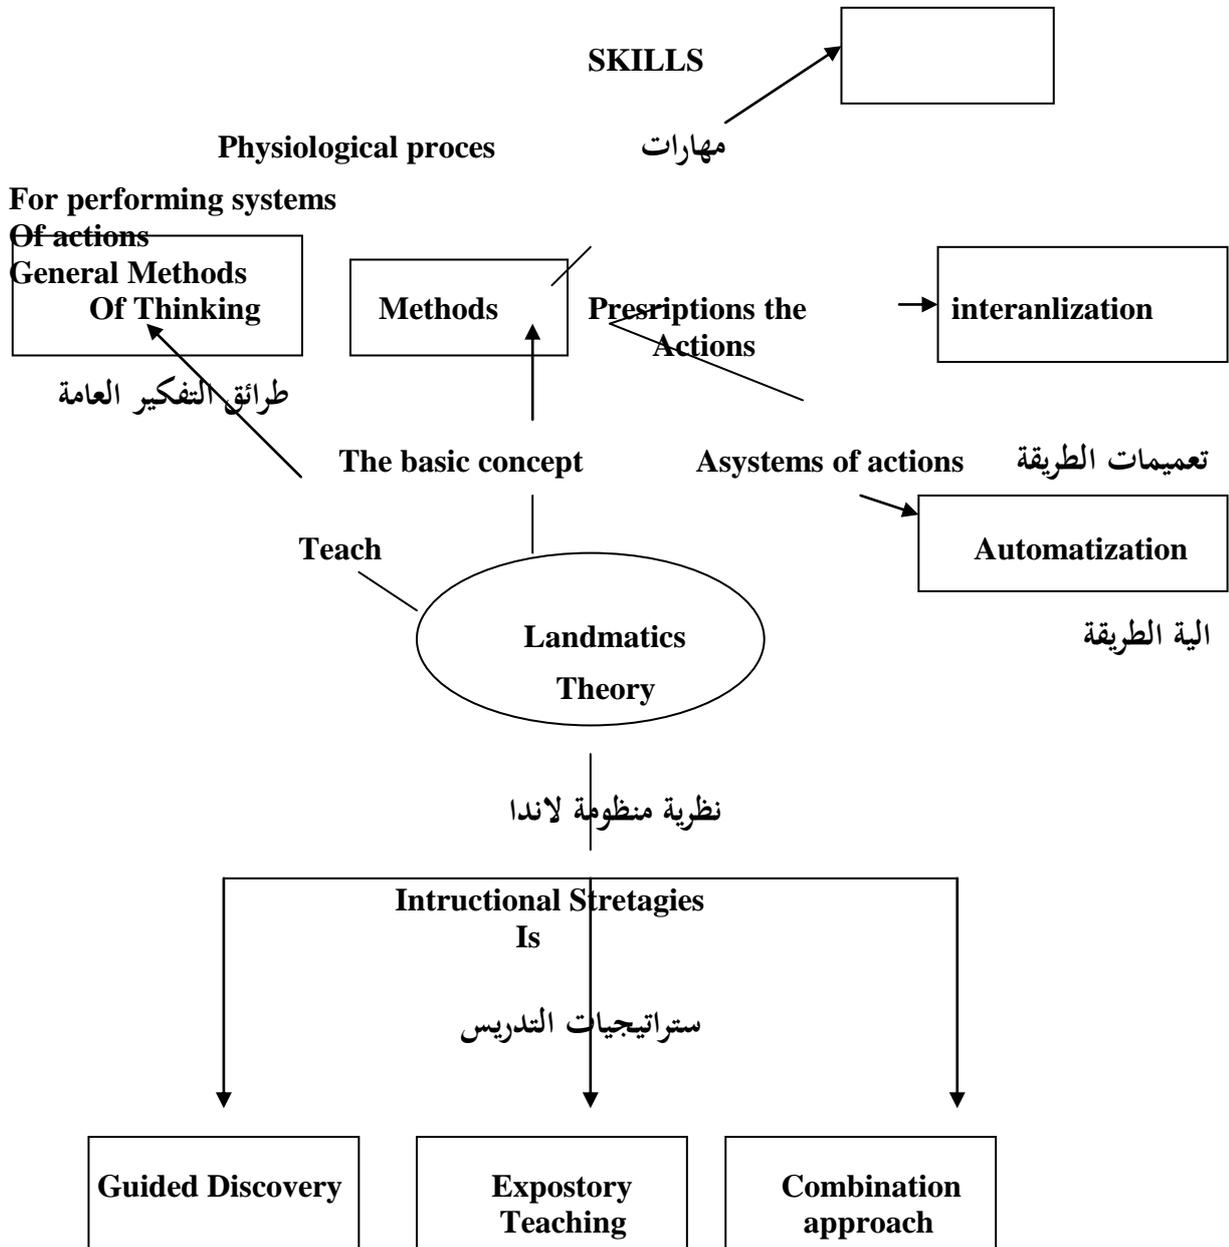 SKILLS
مهارات
Physiological proces
For performing systems
Of actions
General Methods
Of Thinking
Methods
Presriptions the
Actions
interanlization
طرائق التفكير العامة
The basic concept
Asystems of actions
تعميمات الطريقة
Teach
Automatization
Landmatics
Theory
الية الطريقة
نظرية منظومة لاندا
Intructional Stretagies
Is
ستراتيجيات التدريس
Guided Discovery
Expostory
Teaching
Combination
approach